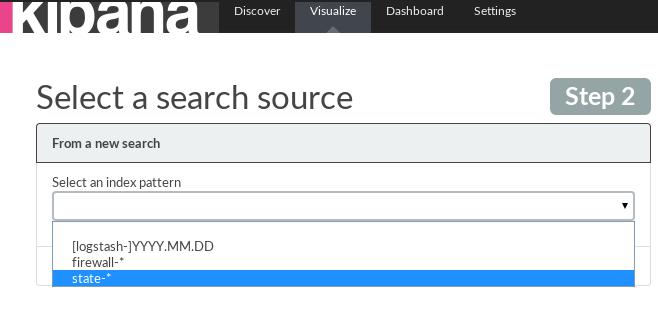 kibana Discover Visualize Dashboard Settings
Select a search source Step 2
From a new search
Select an index pattern
[logstash-]YYYY.MM.DD
firewall-*
state-*